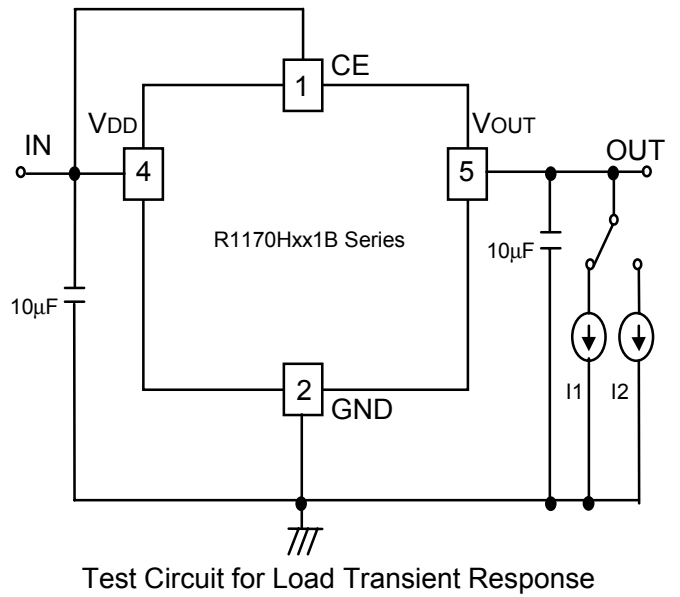 CE
1
VDD
VOUT
IN
OUT
4
5
R1170Hxx1B Series
10μF
10μF
I1
I2
2
GND
Test Circuit for Load Transient Response